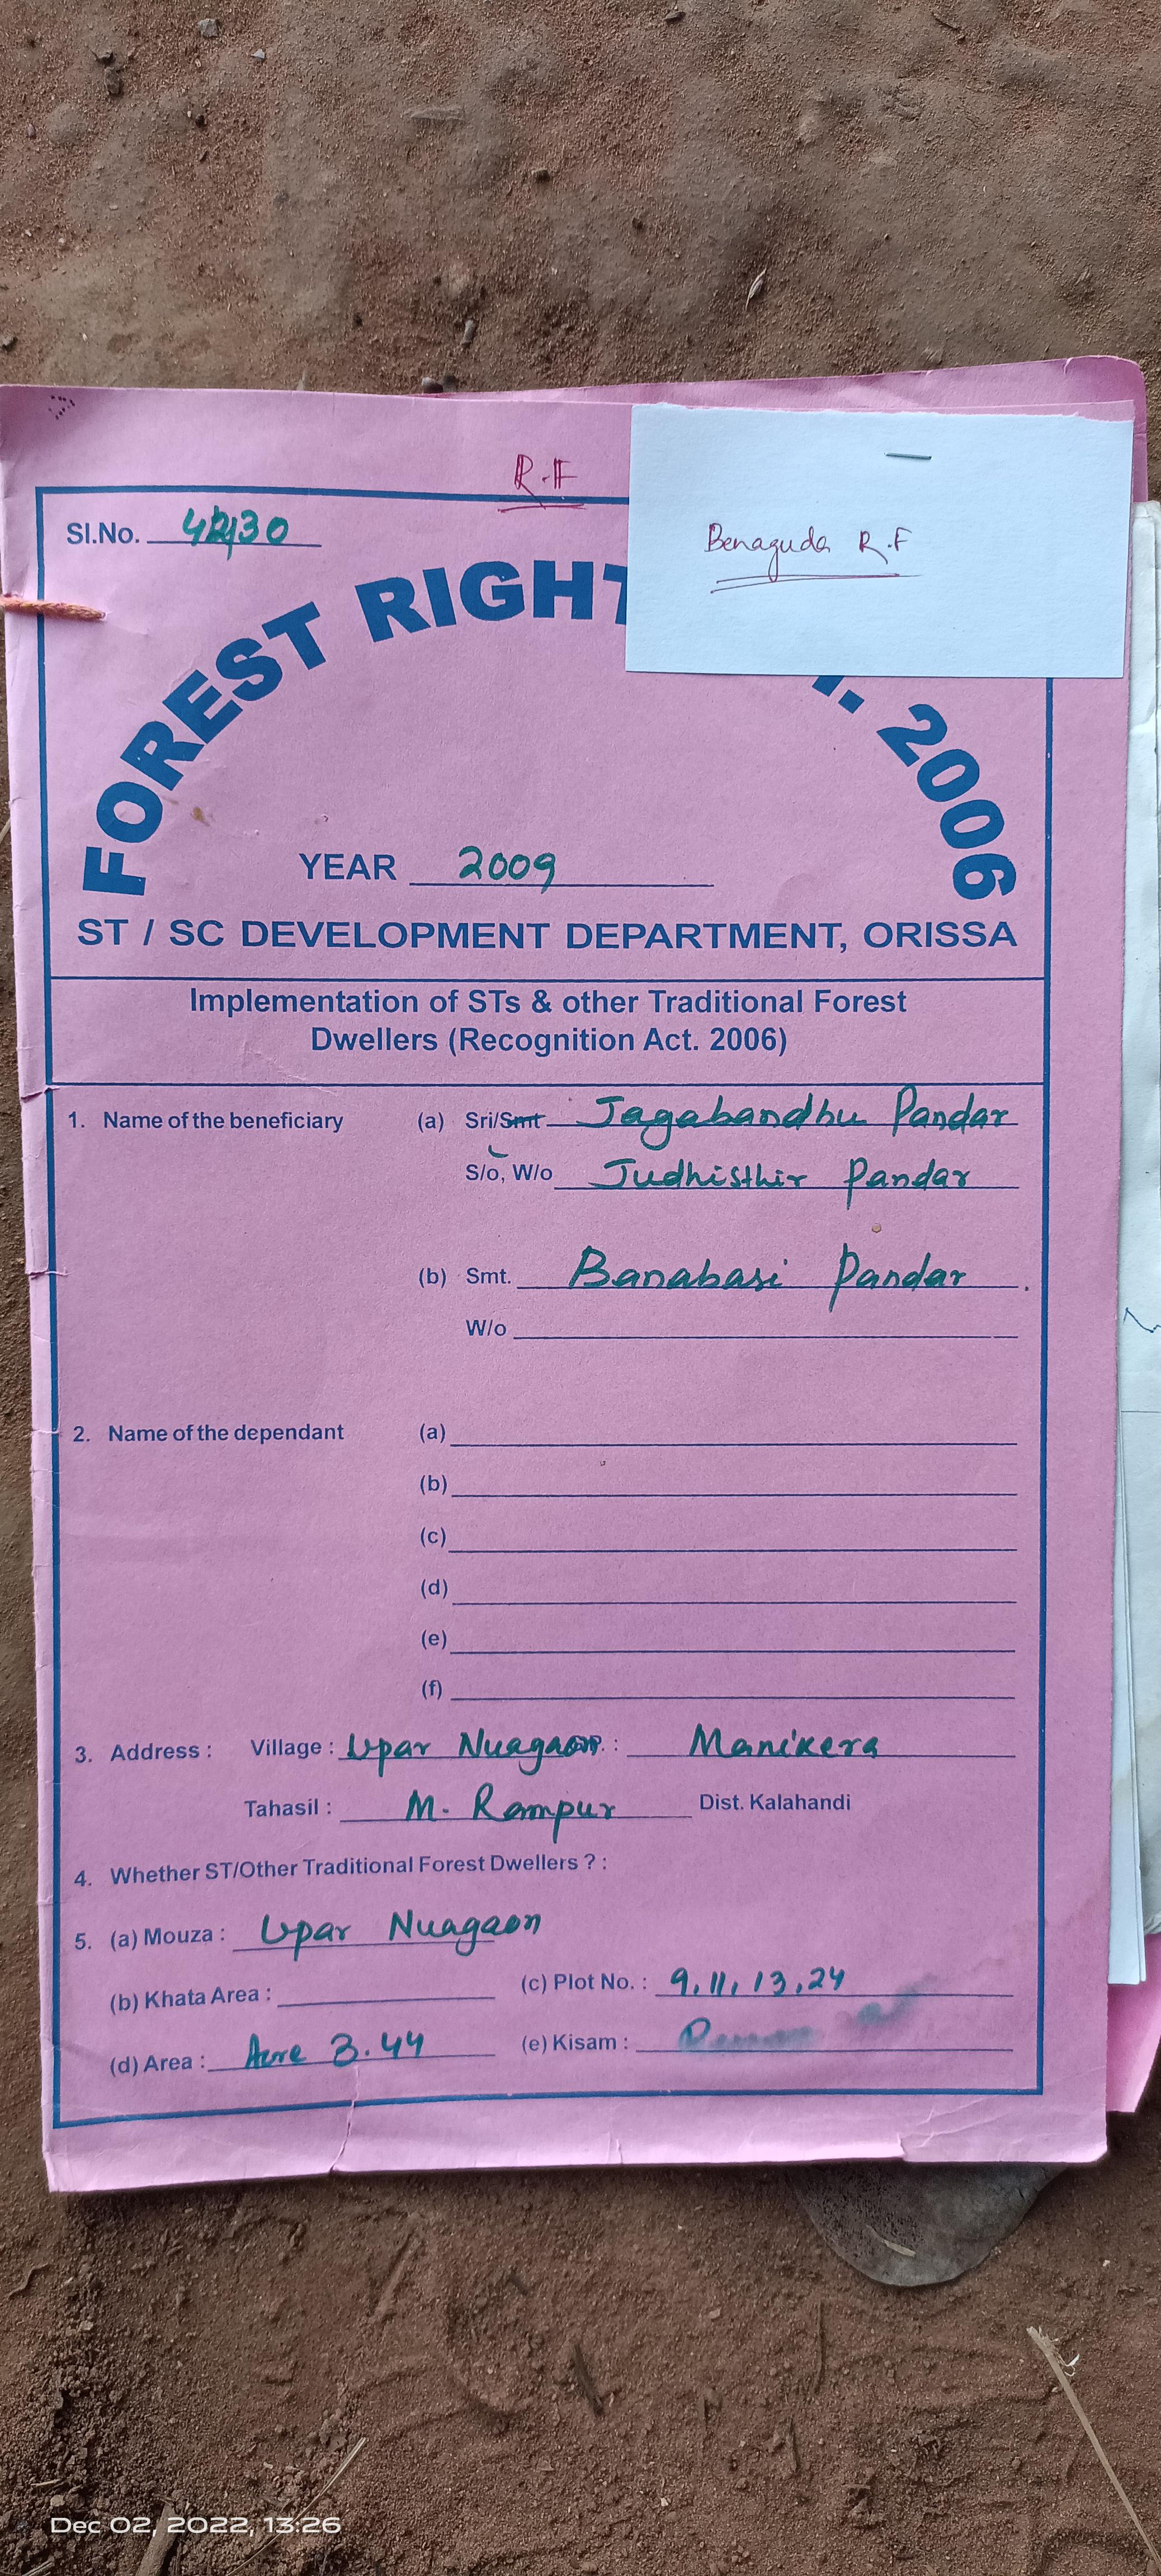 R.F
Benaguda R.F
Sl.No.
FOREST RIGHT . 2006
YEAR 2009
ST / SC DEVELOPMENT DEPARTMENT, ORISSA
Implementation of STs & other Traditional Forest
Dwellers (Recognition Act. 2006)
1. Name of the beneficiary (a) Sri/Smt Jagabandhu Pandar
S/o, W/o Judhisthir Pandar
(b) Smt. Banabasi Pandar
W/o
2. Name of the dependant (a)
(b)
(c)
(d)
(e)
(f)
3. Address : Village : Upar Nuagaon : Manikera
Tahasil : M. Rampur Dist. Kalahandi
4. Whether ST/Other Traditional Forest Dwellers ? :
5. (a) Mouza : Upar Nuagaon
(b) Khata Area : (c) Plot No. : 9, 11, 13, 24
(d) Area : Acre 3.44 (e) Kisam :
Dec 02, 2022, 13:26